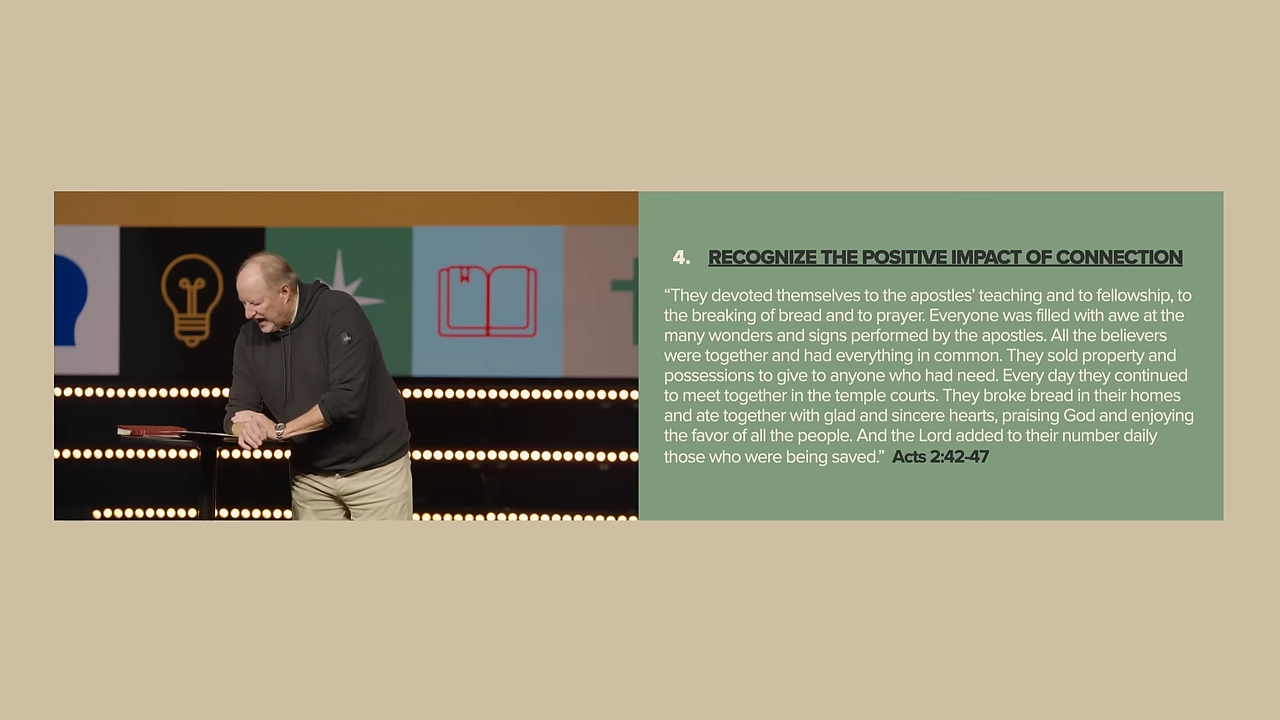 4. RECOGNIZE THE POSITIVE IMPACT OF CONNECTION
“They devoted themselves to the apostles’ teaching and to fellowship, to
the breaking of bread and to prayer. Everyone was filled with awe at the
many wonders and signs performed by the apostles. All the believers
were together and had everything in common. They sold property and
possessions to give to anyone who had need. Every day they continued
to meet together in the temple courts. They broke bread in their homes
and ate together with glad and sincere hearts, praising God and enjoying
the favor of all the people. And the Lord added to their number daily
those who were being saved.” Acts 2:42-47